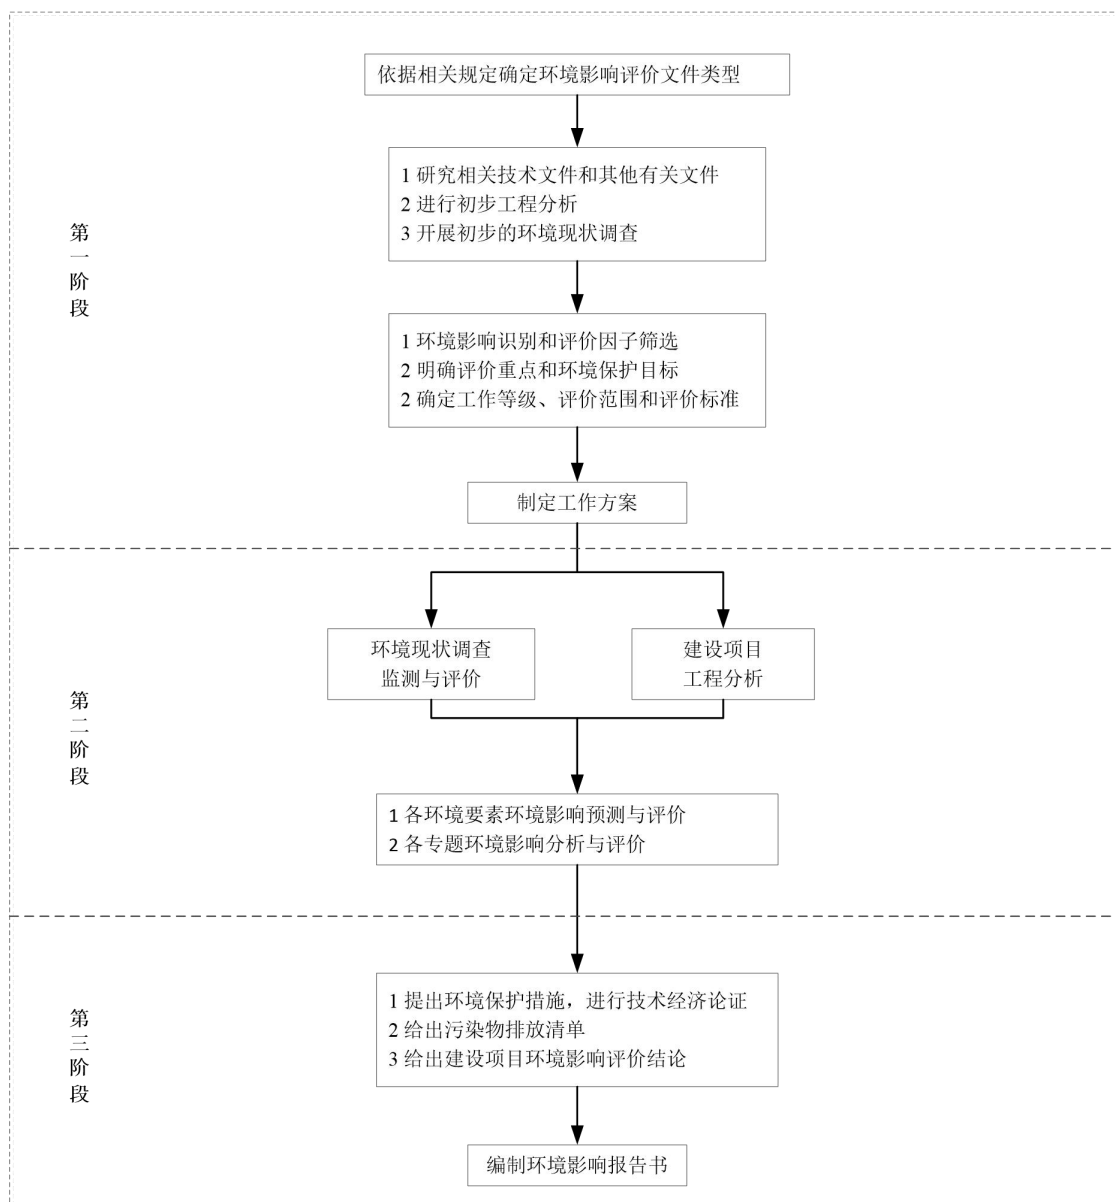 依据相关规定确定环境影响评价文件类型
1 研究相关技术文件和其他有关文件
2 进行初步工程分析
3 开展初步的环境现状调查
第一阶段
1 环境影响识别和评价因子筛选
2 明确评价重点和环境保护目标
2 确定工作等级、评价范围和评价标准
制定工作方案
环境现状调查
监测与评价
建设项目
工程分析
第二阶段
1 各环境要素环境影响预测与评价
2 各专题环境影响分析与评价
1 提出环境保护措施，进行技术经济论证
2 给出污染物排放清单
3 给出建设项目环境影响评价结论
第三阶段
编制环境影响报告书